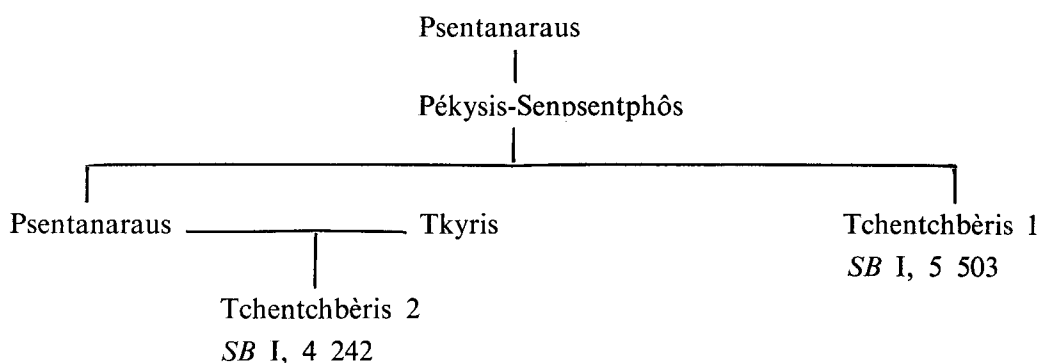 Psentanaraus
Pékysis-Senpsentphôs
Psentanaraus Tkyris Tchentchbèris 1
SB I, 5 503
Tchentchbèris 2
SB I, 4 242